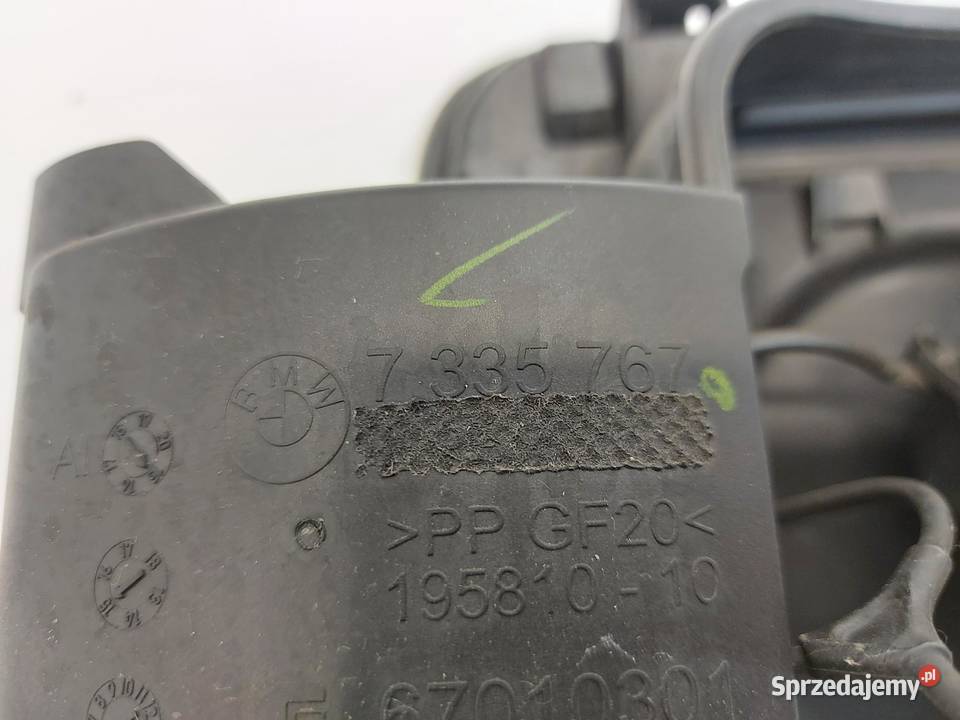 7 335 767
BMW
>PP GF20<
195810-10
67010301
Sprzedajemy.pl